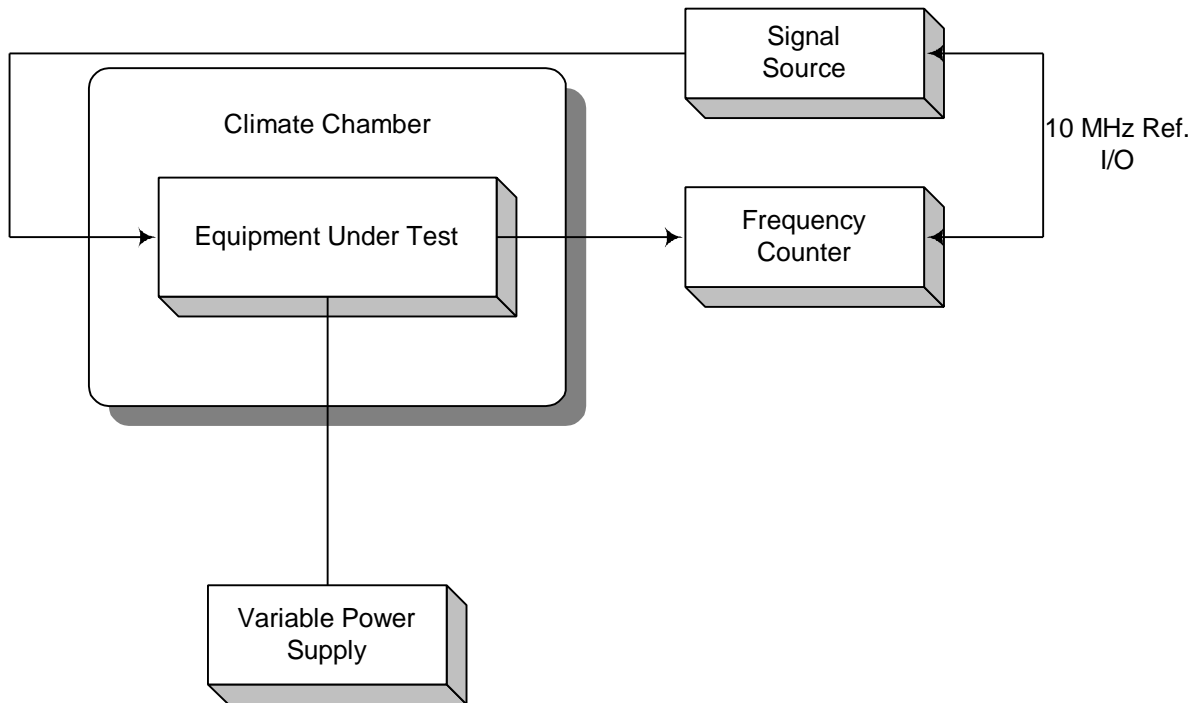 Signal
Source
Climate Chamber
10 MHz Ref.
I/O
Equipment Under Test
Frequency
Counter
Variable Power
Supply